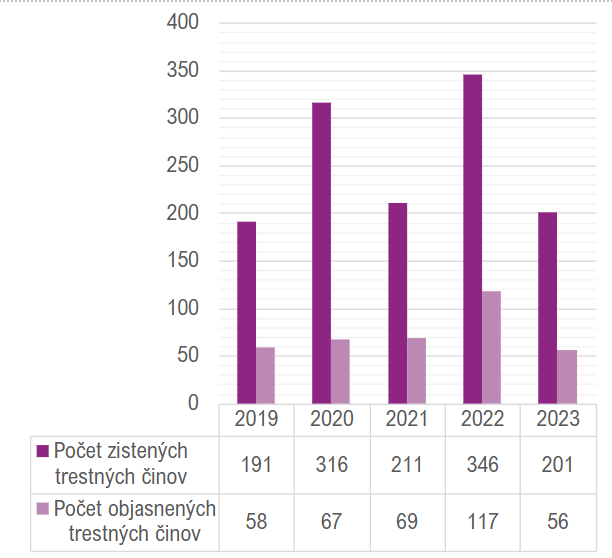 400
350
300
250
200
150
100
50
0
2019 2020 2021 2022 2023
Počet zistených
trestných činov 191 316 211 346 201
Počet objasnených
trestných činov 58 67 69 117 56